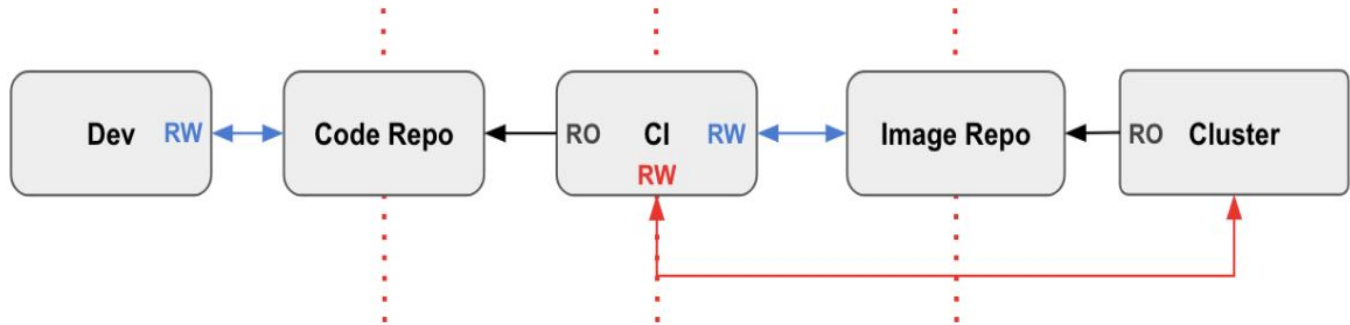 Dev RW
Code Repo
RO CI RW
RW
Image Repo
RO Cluster